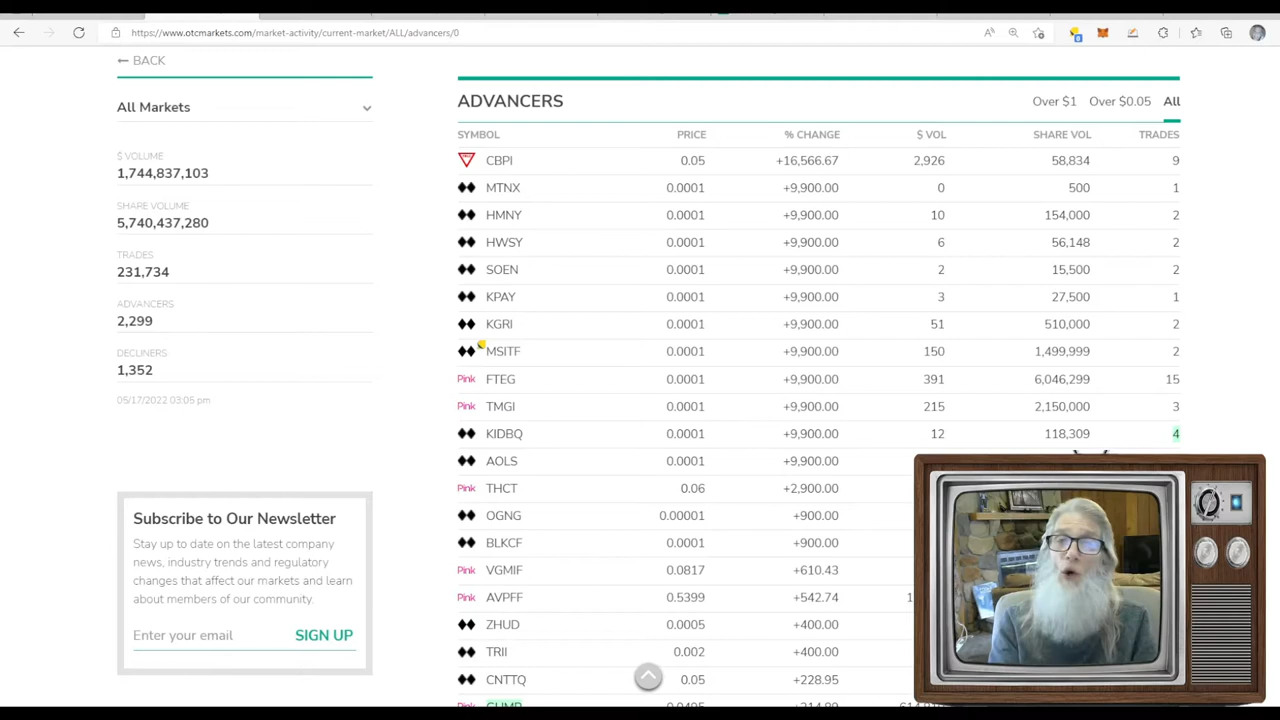 https://www.otcmarkets.com/market-activity/current-market/ALL/advancers/0
BACK
All Markets
$ VOLUME
1,744,837,103
SHARE VOLUME
5,740,437,280
TRADES
231,734
ADVANCERS
2,299
DECLINERS
1,352
05/17/2022 03:05 pm
Subscribe to Our Newsletter
Stay up to date on the latest company
news, industry trends and regulatory
changes that affect our markets and learn
about members of our community.
Enter your email SIGN UP
ADVANCERS Over $1 Over $0.05 All
SYMBOL PRICE % CHANGE $ VOL SHARE VOL TRADES
CBPI 0.05 +16,566.67 2,926 58,834 9
MTNX 0.0001 +9,900.00 0 500 1
HMNY 0.0001 +9,900.00 10 154,000 2
HWSY 0.0001 +9,900.00 6 56,148 2
SOEN 0.0001 +9,900.00 2 15,500 2
KPAY 0.0001 +9,900.00 3 27,500 1
KGRI 0.0001 +9,900.00 51 510,000 2
MSITF 0.0001 +9,900.00 150 1,499,999 2
Pink FTEG 0.0001 +9,900.00 391 6,046,299 15
Pink TMGI 0.0001 +9,900.00 215 2,150,000 3
KIDBQ 0.0001 +9,900.00 12 118,309 4
AOLS 0.0001 +9,900.00
Pink THCT 0.06 +2,900.00
OGNG 0.00001 +900.00
BLKCF 0.0001 +900.00
Pink VGMIF 0.0817 +610.43
Pink AVPFF 0.5399 +542.74 1
ZHUD 0.0005 +400.00
TRII 0.002 +400.00
CNTTQ 0.05 +228.95